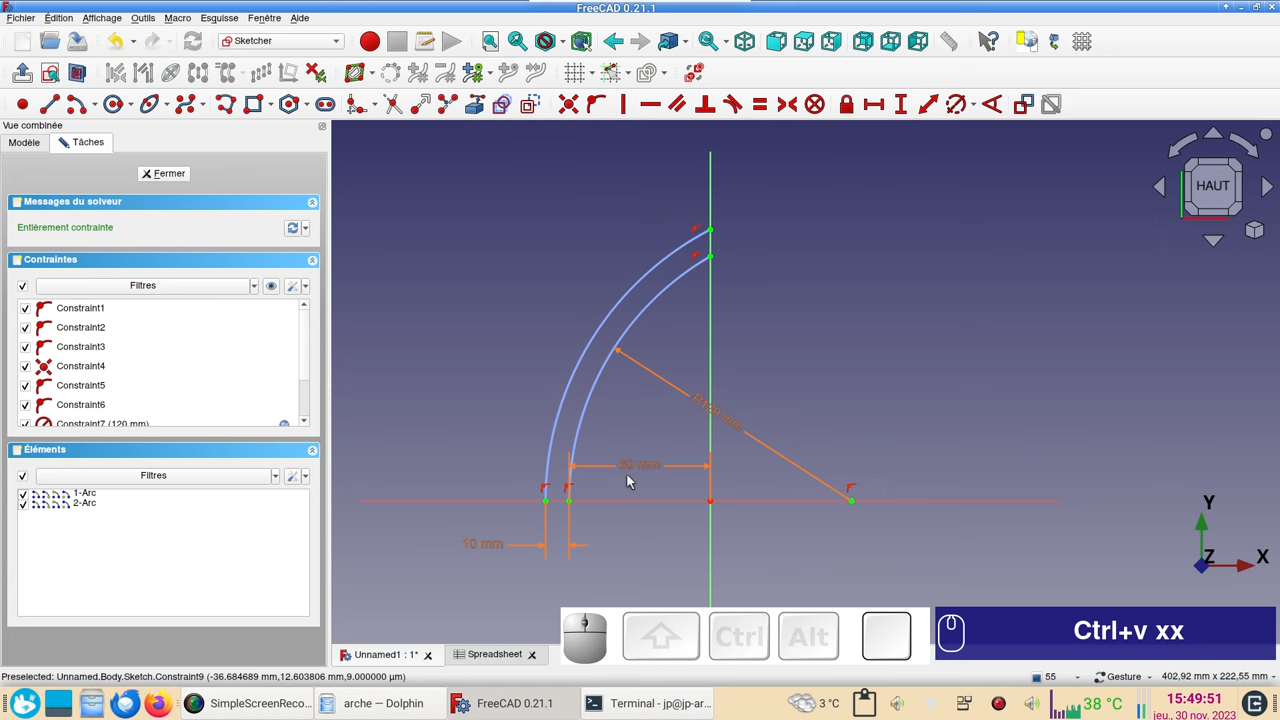 FreeCAD 0.21.1
Fichier Édition Affichage Outils Macro Esquisse Fenêtre Aide
Sketcher
Vue combinée
Modèle Tâches
Fermer
Messages du solveur
Entièrement contrainte
Contraintes
Filtres
Constraint1
Constraint2
Constraint3
Constraint4
Constraint5
Constraint6
Constraint7 (120 mm)
Éléments
Filtres
1-Arc
2-Arc
HAUT
R120 mm
10 mm
Y
Z X
Ctrl Alt
Ctrl+v xx
Unnamed1 : 1*
Spreadsheet
Preselected: Unnamed.Body.Sketch.Constraint9 (-36.684689 mm,12.603806 mm,9.000000 µm)
55
Gesture
402,92 mm x 222,55 mm
SimpleScreenReco...
arche — Dolphin
FreeCAD 0.21.1
Terminal - jp@jp-ar...
3°C
38 °C
15:49:51
jeu., 30 nov. 2023